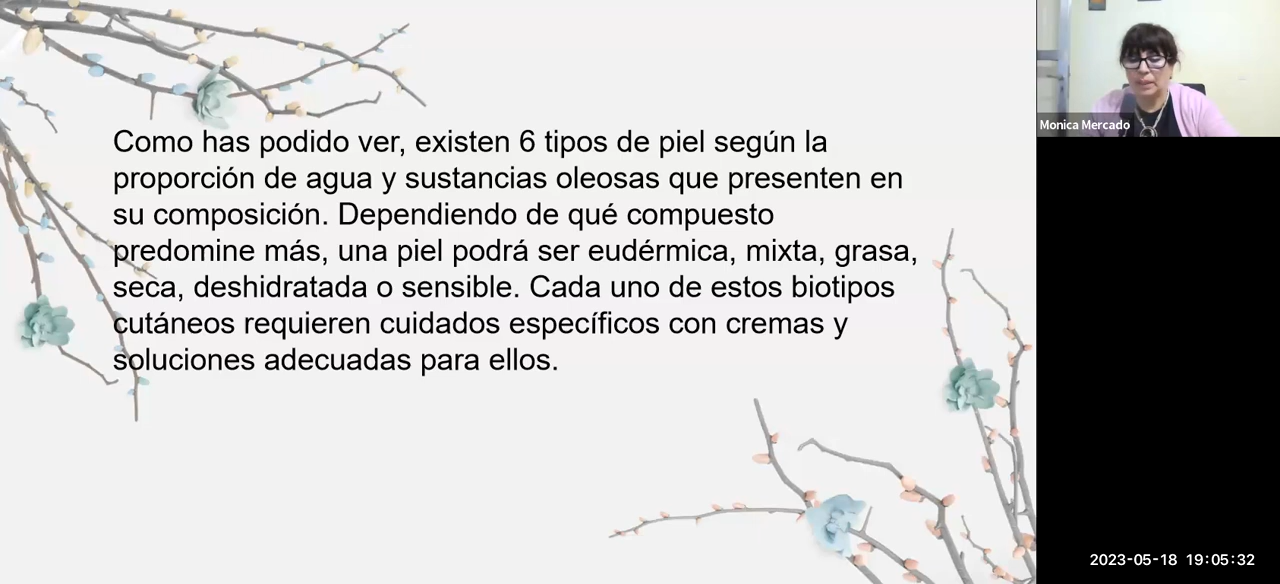 Como has podido ver, existen 6 tipos de piel según la
proporción de agua y sustancias oleosas que presenten en
su composición. Dependiendo de qué compuesto
predomine más, una piel podrá ser eudérmica, mixta, grasa,
seca, deshidratada o sensible. Cada uno de estos biotipos
cutáneos requieren cuidados específicos con cremas y
soluciones adecuadas para ellos.
Monica Mercado
2023-05-18 19:05:32